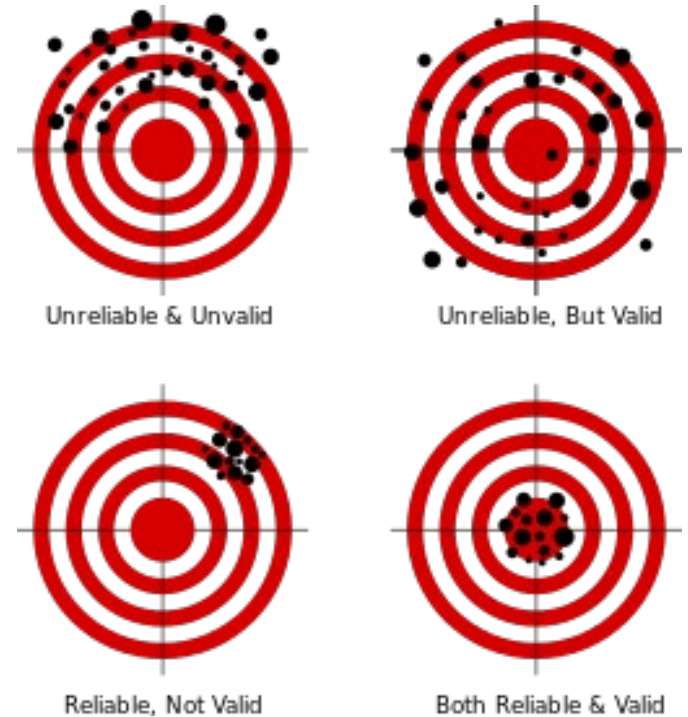 Unreliable & Unvalid
Unreliable, But Valid
Reliable, Not Valid
Both Reliable & Valid